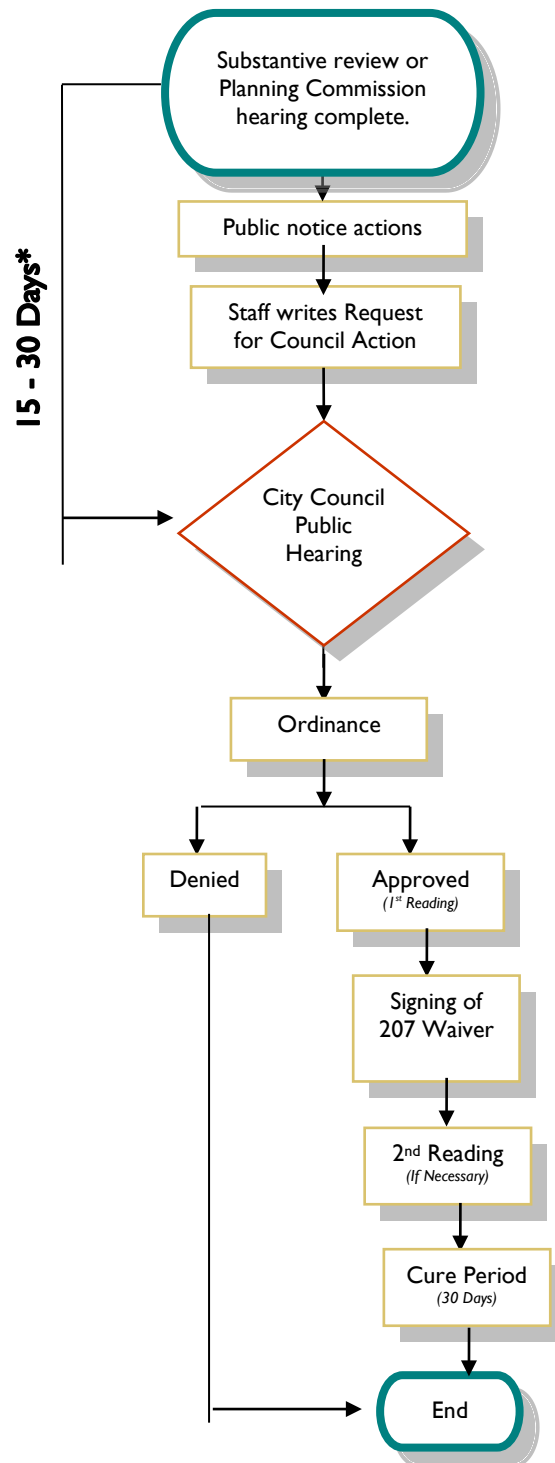 Substantive review or
Planning Commission
hearing complete.
15 - 30 Days*
Public notice actions
Staff writes Request
for Council Action
City Council
Public
Hearing
Ordinance
Denied
Approved
(1st Reading)
Signing of
207 Waiver
2nd Reading
(If Necessary)
Cure Period
(30 Days)
End